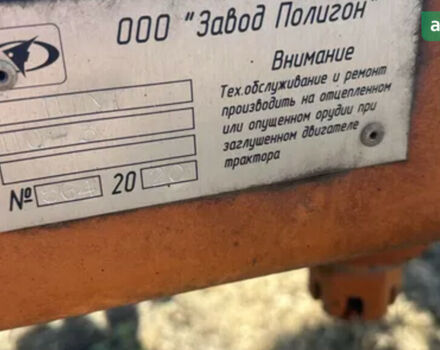 ООО "Завод Полигон"
Внимание
Тех.обслуживание и ремонт
производить на отцепленном
или опущенном орудии при
заглушенном двигателе
трактора
№ 20
a